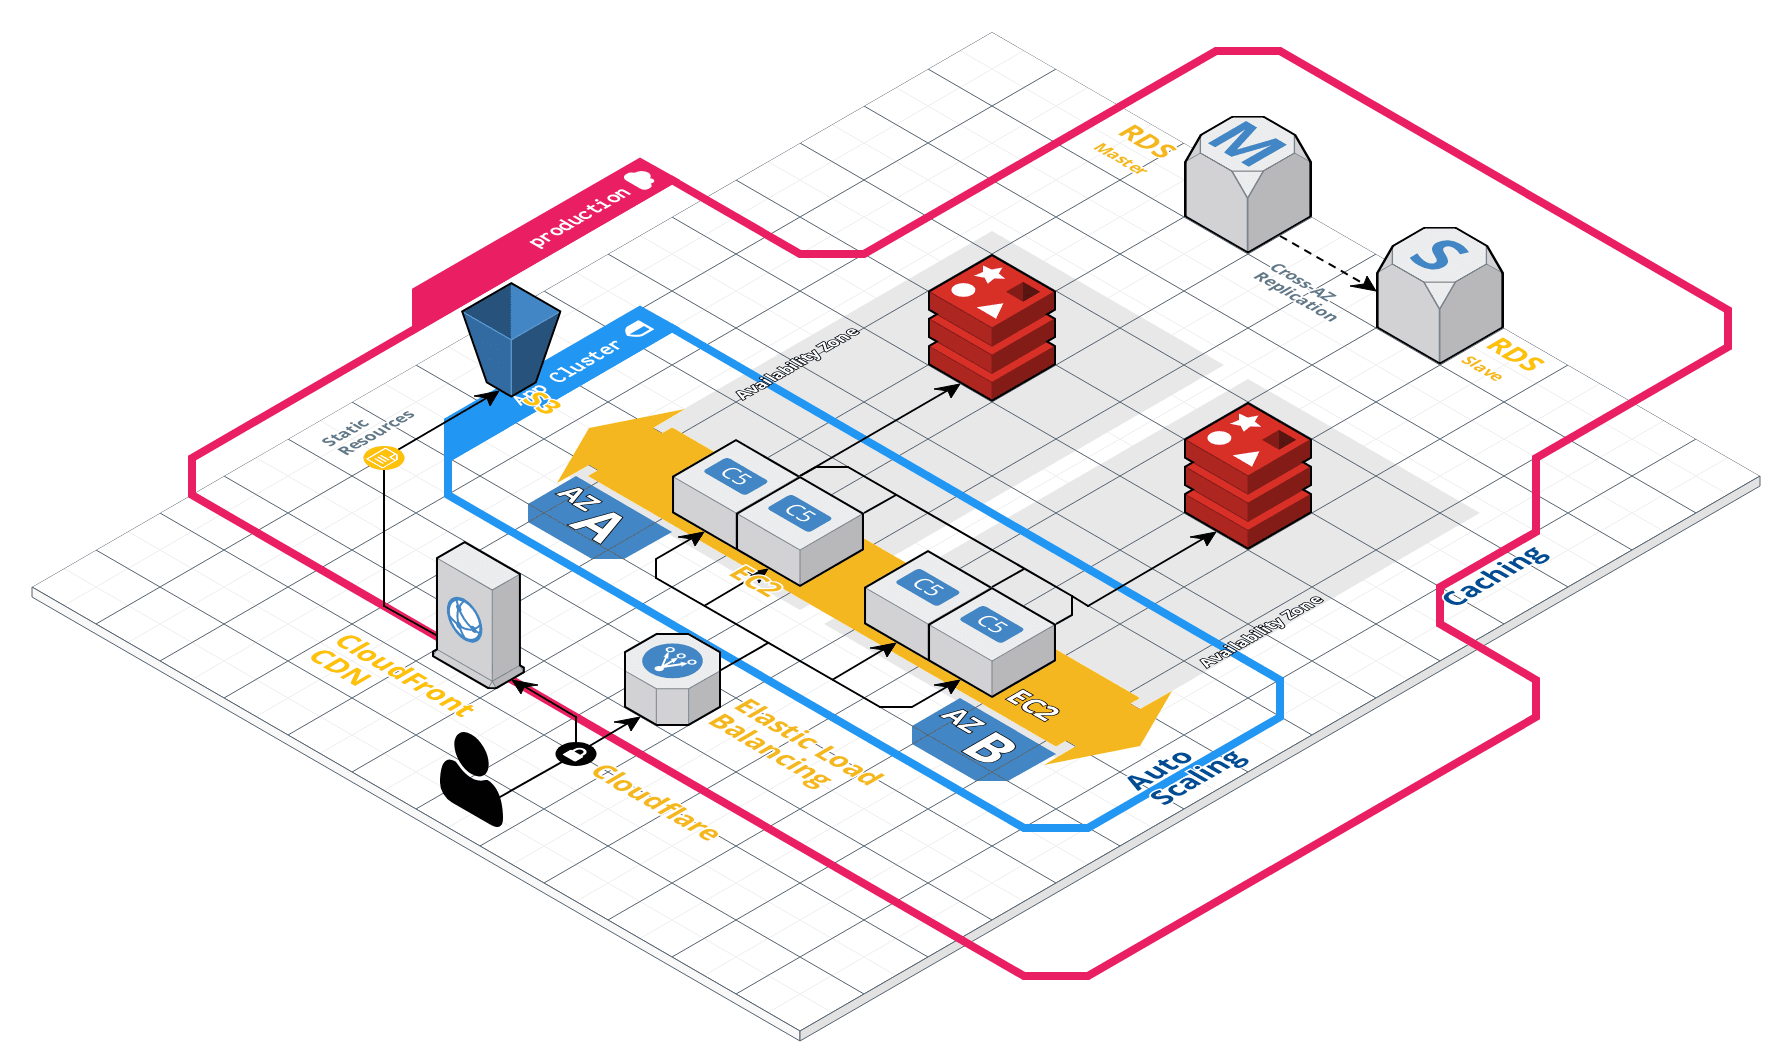 RDS
Master
M
production
S
Cross-AZ
Replication
RDS
Slave
App Cluster
S3
Availability Zone
Static
Resources
C5
C5
AZ
A
EC2
C5
C5
Caching
Availability Zone
CloudFront
CDN
Elastic Load
Balancing
EC2
AZ
B
Auto
Scaling
Cloudflare